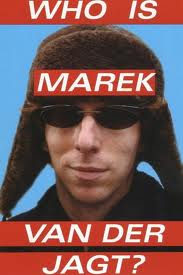 WHO IS
MAREK
VAN DER
JAGT?